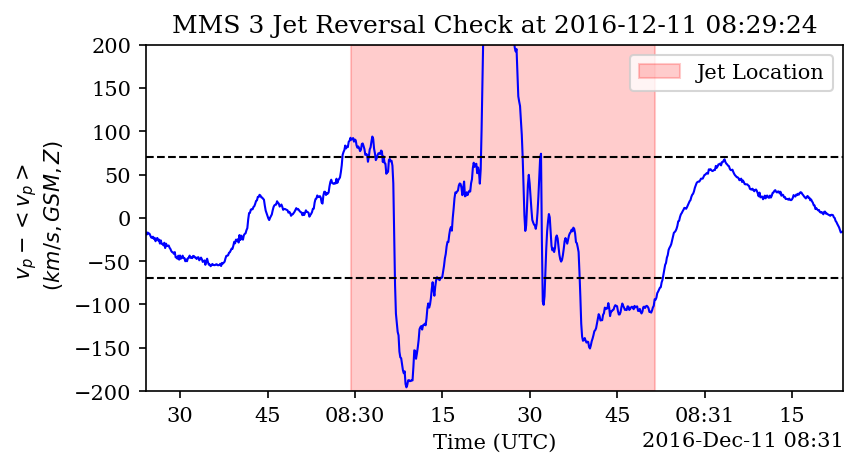 MMS 3 Jet Reversal Check at 2016-12-11 08:29:24
Jet Location
200
150
100
50
0
−50
−100
−150
−200
v_p − < v_p >
(km/s, GSM, Z)
30
45
08:30
15
30
45
08:31
15
Time (UTC)
2016-Dec-11 08:31